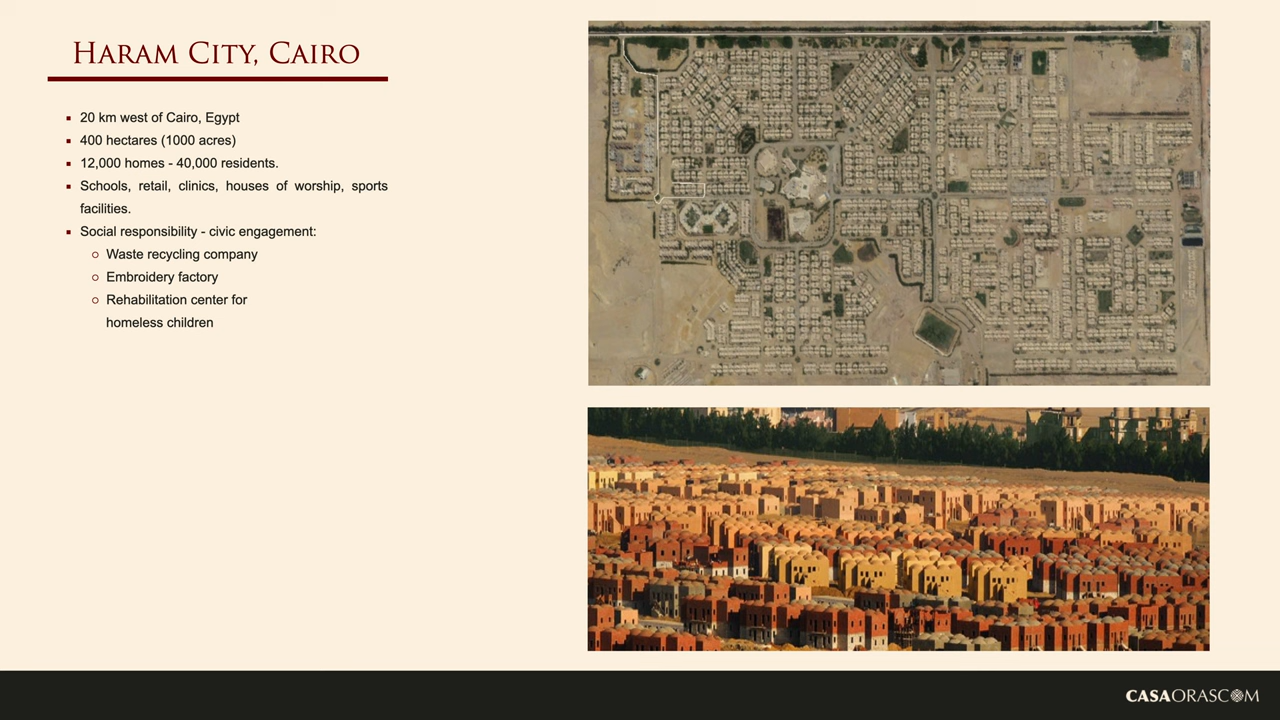 Haram City, Cairo
20 km west of Cairo, Egypt
400 hectares (1000 acres)
12,000 homes - 40,000 residents.
Schools, retail, clinics, houses of worship, sports
facilities.
Social responsibility - civic engagement:
Waste recycling company
Embroidery factory
Rehabilitation center for
homeless children
CASAORASCOM